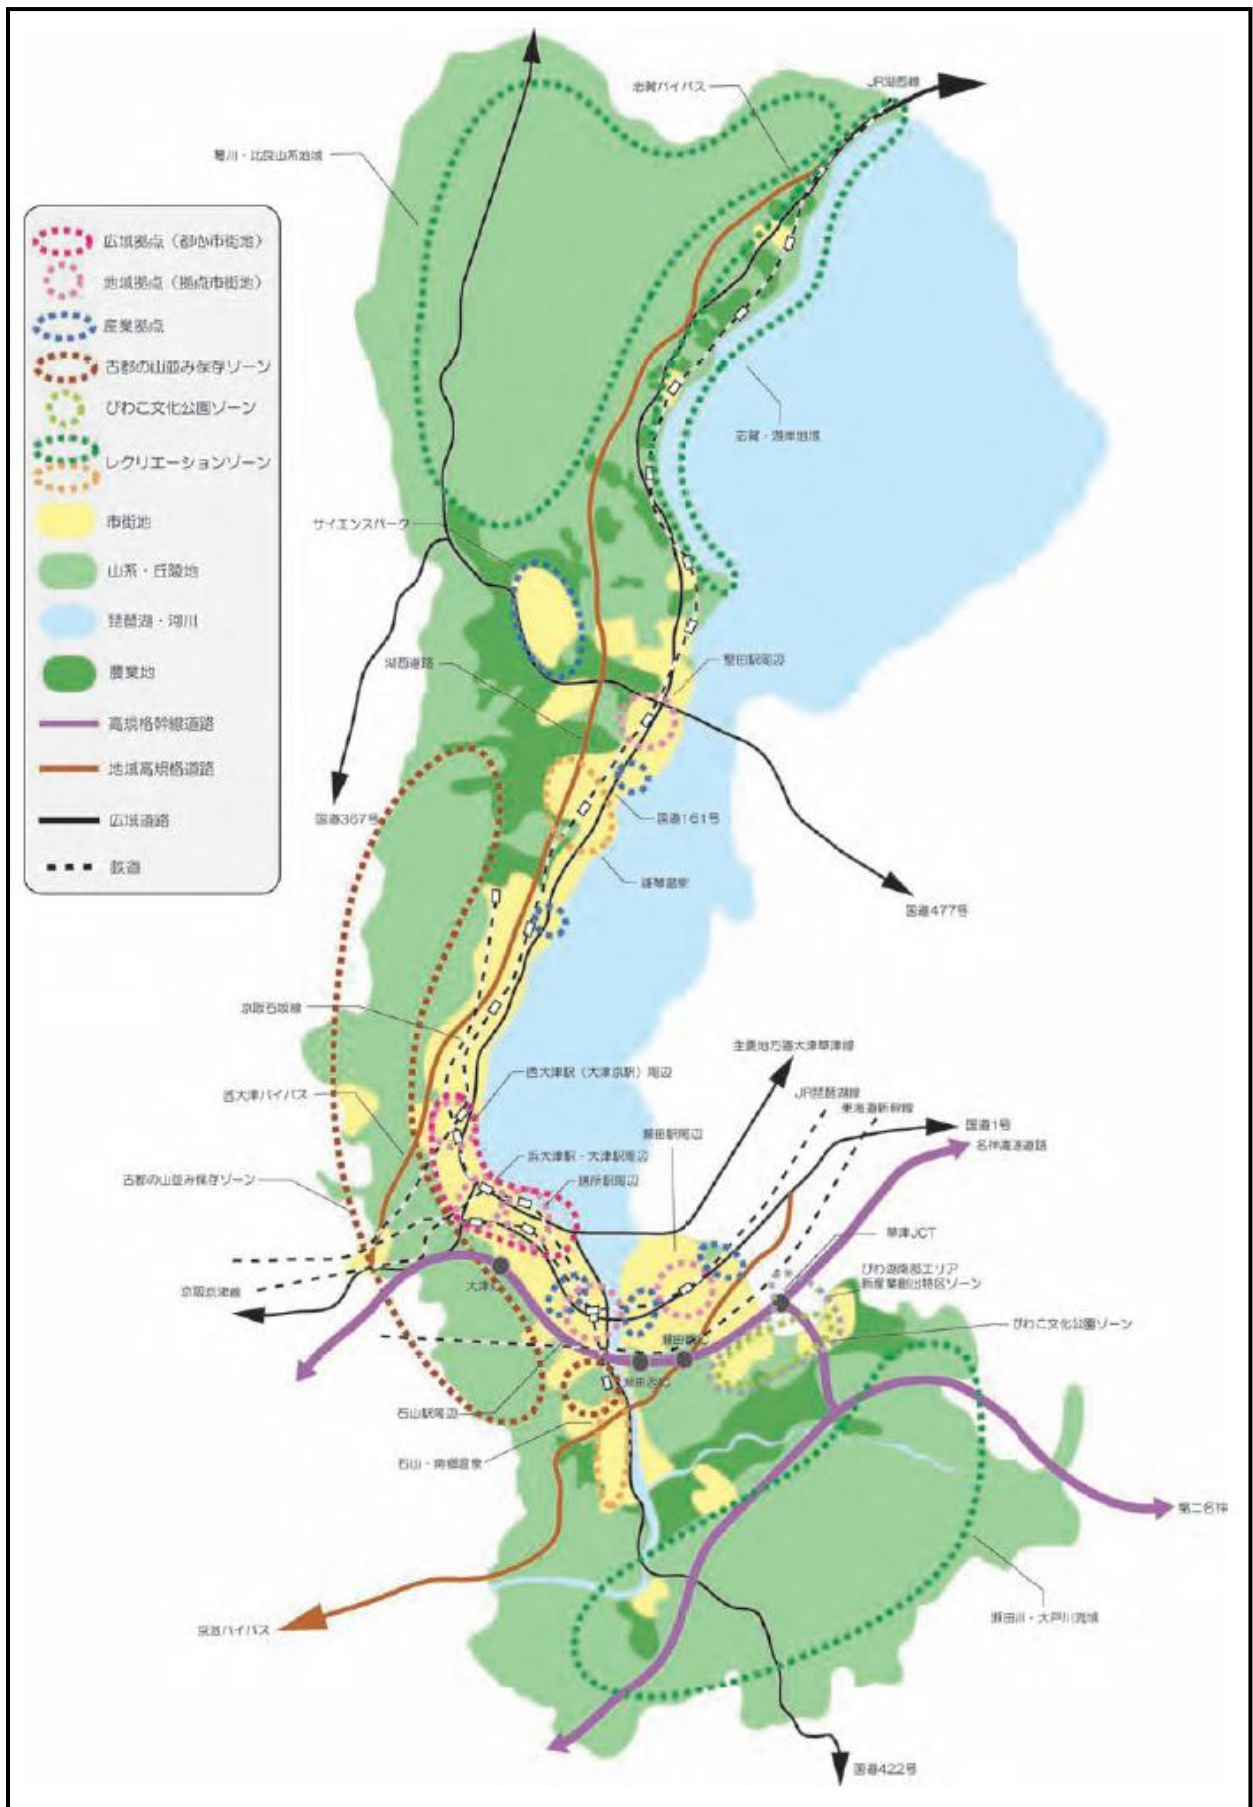 志賀バイパス
JR湖西線
葛川・比良山系地域
広域拠点（都心市街地）
地域拠点（拠点市街地）
産業拠点
古都の山並み保存ゾーン
びわこ文化公園ゾーン
レクリエーションゾーン
市街地
山系・丘陵地
琵琶湖・河川
農業地
高規格幹線道路
地域高規格道路
広域道路
鉄道
志賀・湖岸地域
サイエンスパーク
湖西道路
堅田駅周辺
国道367号
国道161号
雄琴温泉
国道477号
京阪石坂線
主要地方道大津草津線
西大津駅（大津京駅）周辺
西大津バイパス
JR琵琶湖線
東海道新幹線
国道1号
瀬田駅周辺
名神高速道路
浜大津駅・大津駅周辺
膳所駅周辺
古都の山並み保存ゾーン
草津JCT
びわ湖南部エリア
新産業創出特区ゾーン
大津IC
京阪京津線
びわこ文化公園ゾーン
石山駅周辺
石山・南郷温泉
第二名神
瀬田川・大戸川流域
京滋バイパス
国道422号